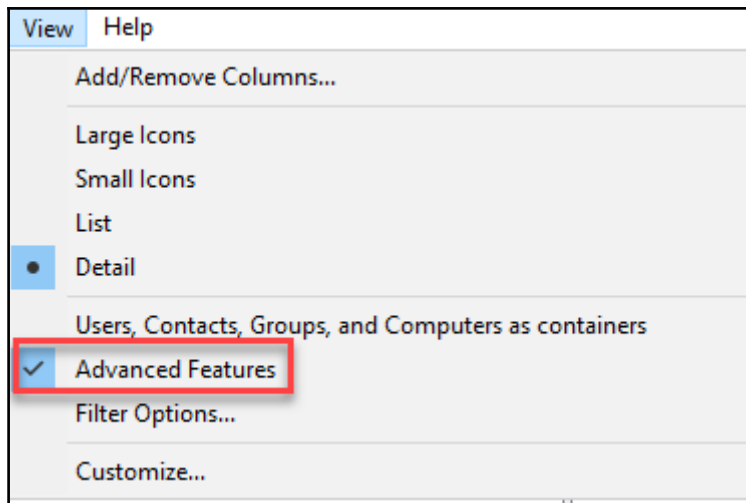 View Help
Add/Remove Columns...
Large Icons
Small Icons
List
Detail
Users, Contacts, Groups, and Computers as containers
Advanced Features
Filter Options...
Customize...